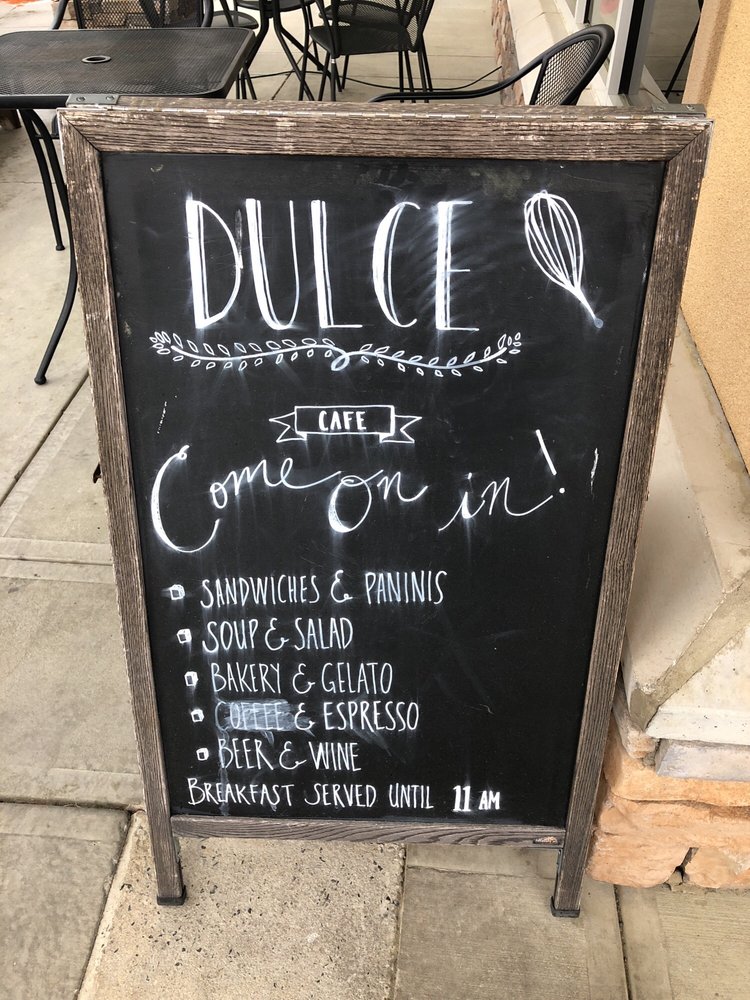 DULCE
CAFE
Come on in!
SANDWICHES & PANINIS
SOUP & SALAD
BAKERY & GELATO
COFFEE & ESPRESSO
BEER & WINE
BREAKFAST SERVED UNTIL 11 AM